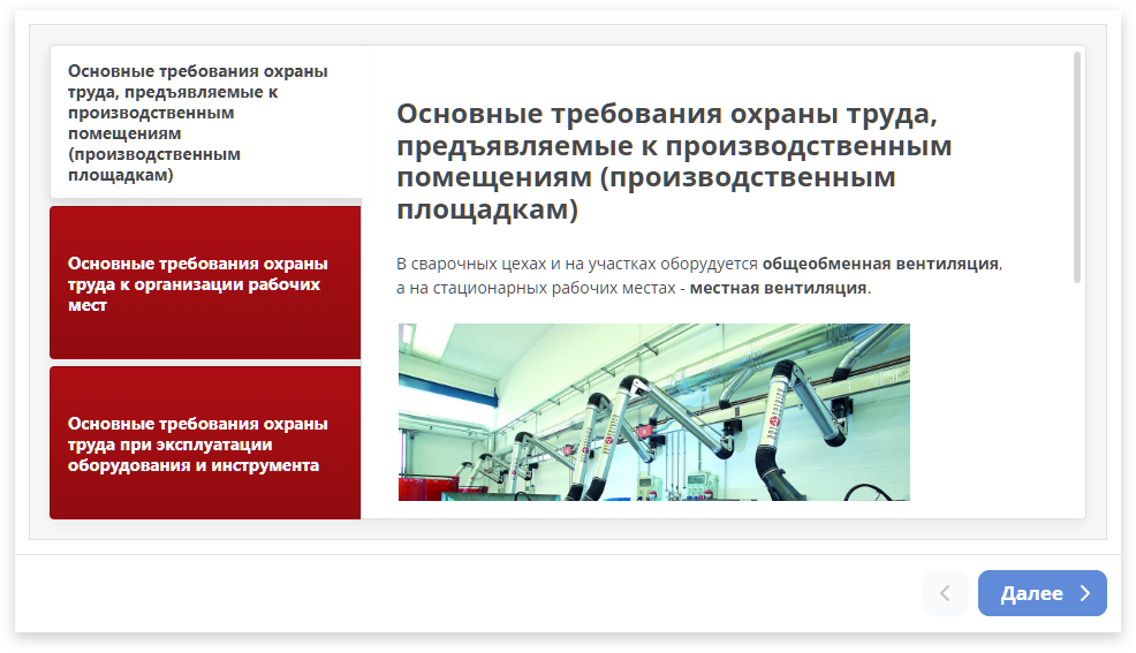 Основные требования охраны
труда, предъявляемые к
производственным
помещениям
(производственным
площадкам)
Основные требования охраны
труда к организации рабочих
мест
Основные требования охраны
труда при эксплуатации
оборудования и инструмента
Основные требования охраны труда,
предъявляемые к производственным
помещениям (производственным
площадкам)
В сварочных цехах и на участках оборудуется общеобменная вентиляция,
а на стационарных рабочих местах - местная вентиляция.
Далее